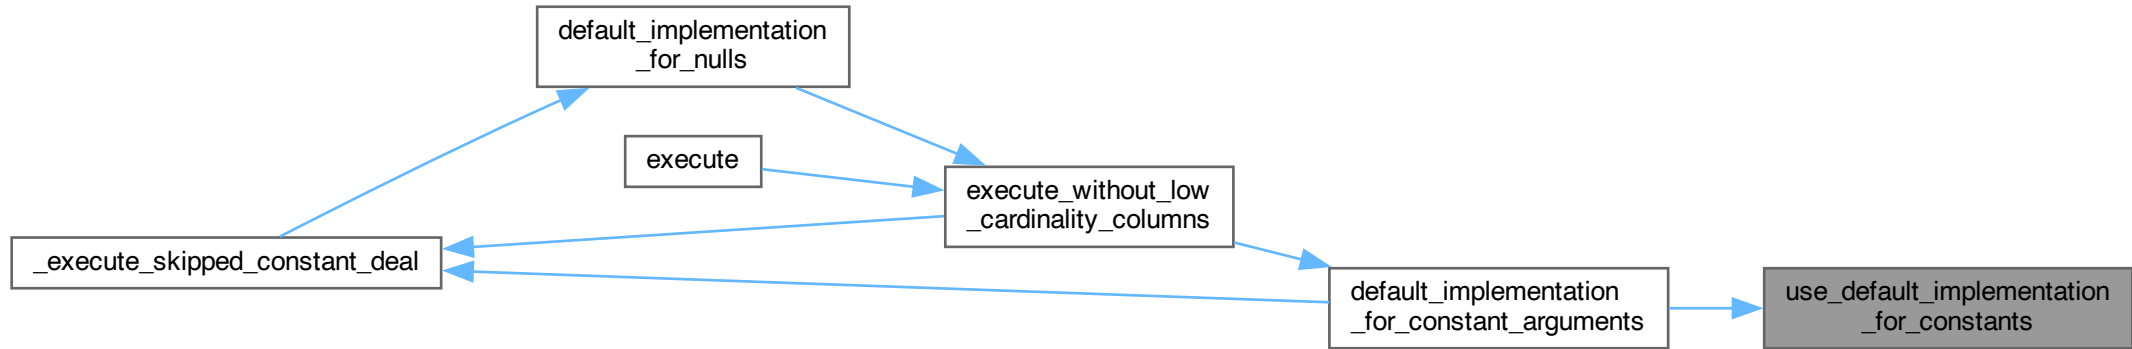 default_implementation
_for_nulls
execute
execute_without_low
_cardinality_columns
_execute_skipped_constant_deal
default_implementation
_for_constant_arguments
use_default_implementation
_for_constants